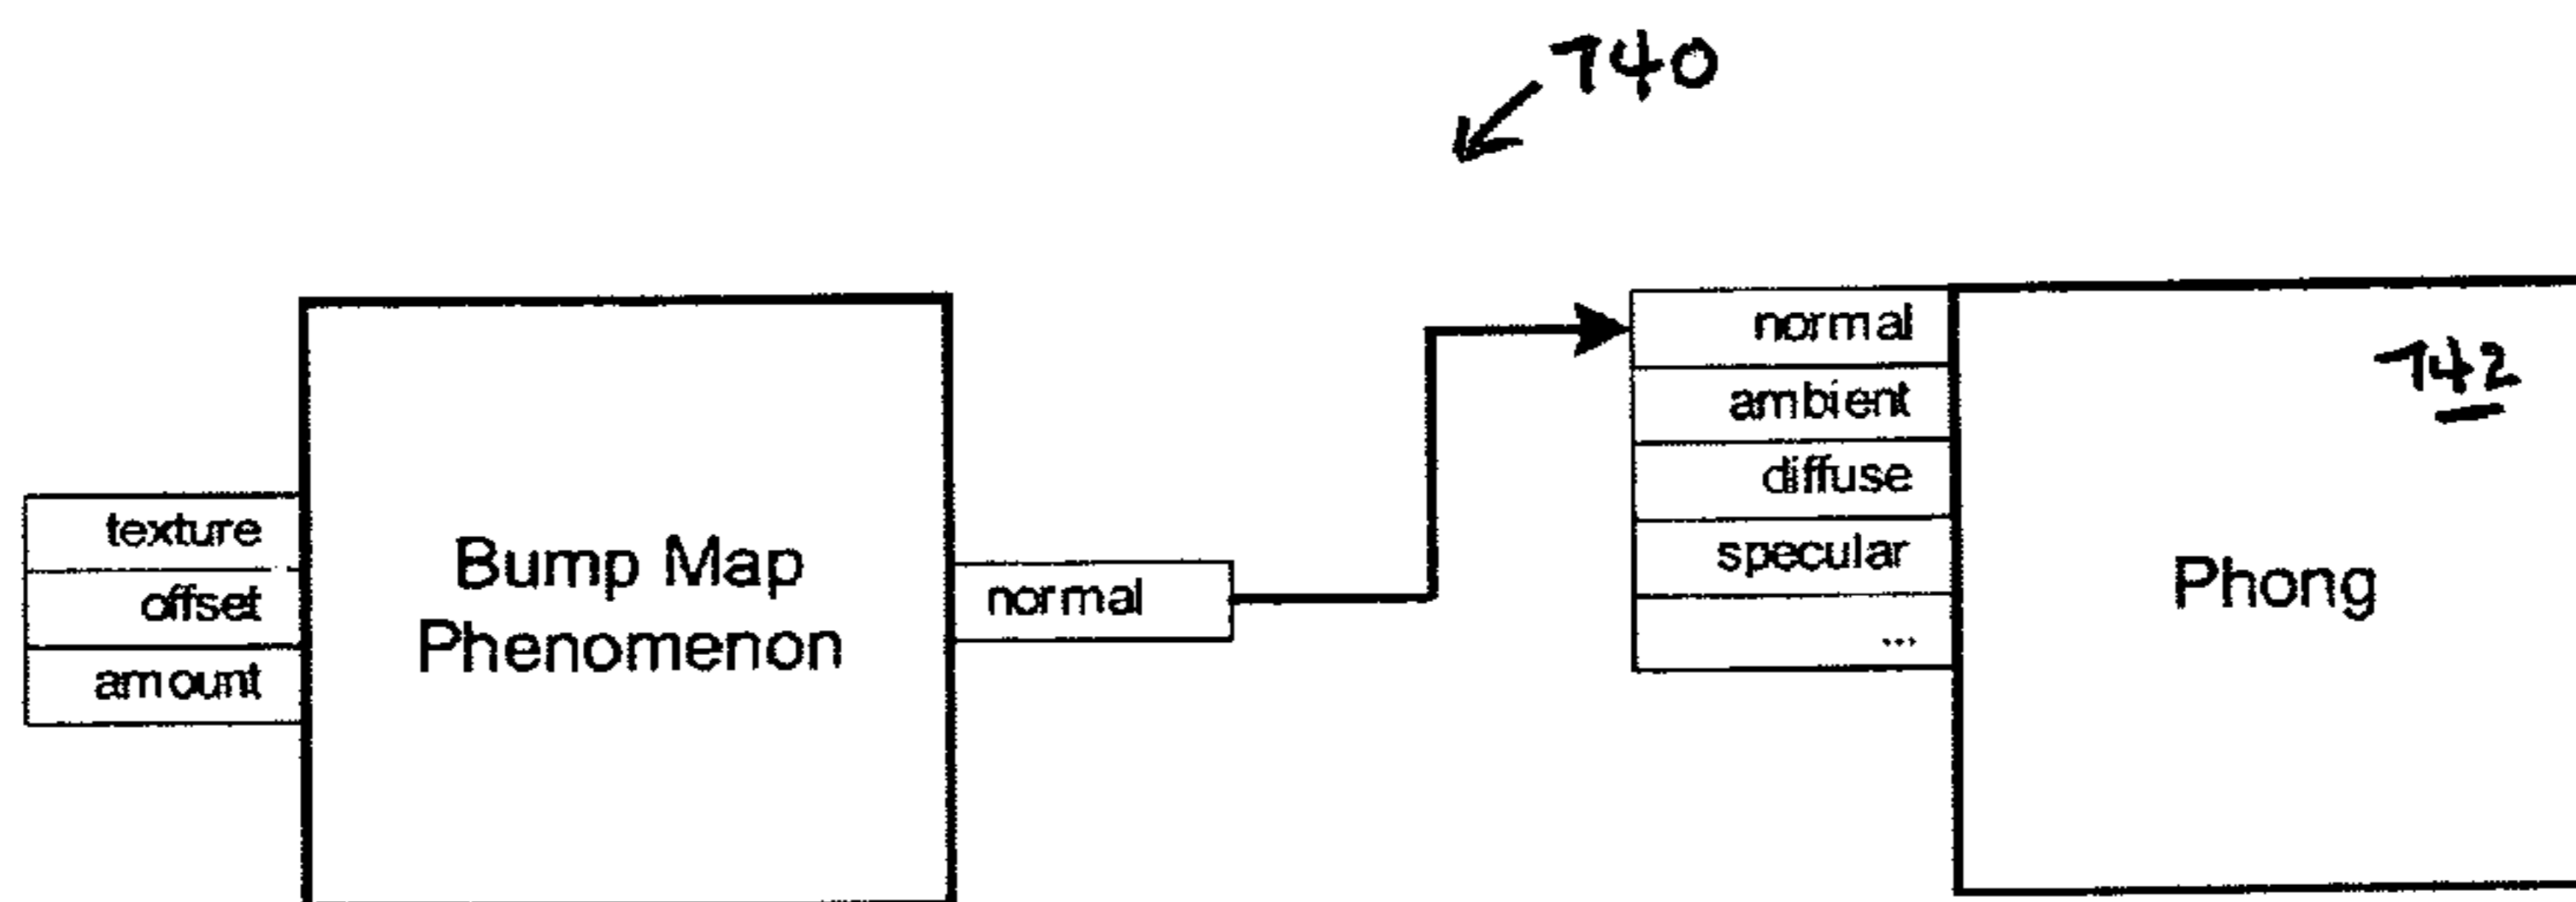 740
texture
offset
amount
Bump Map
Phenomenon
normal
normal
ambient
diffuse
specular
...
742
Phong